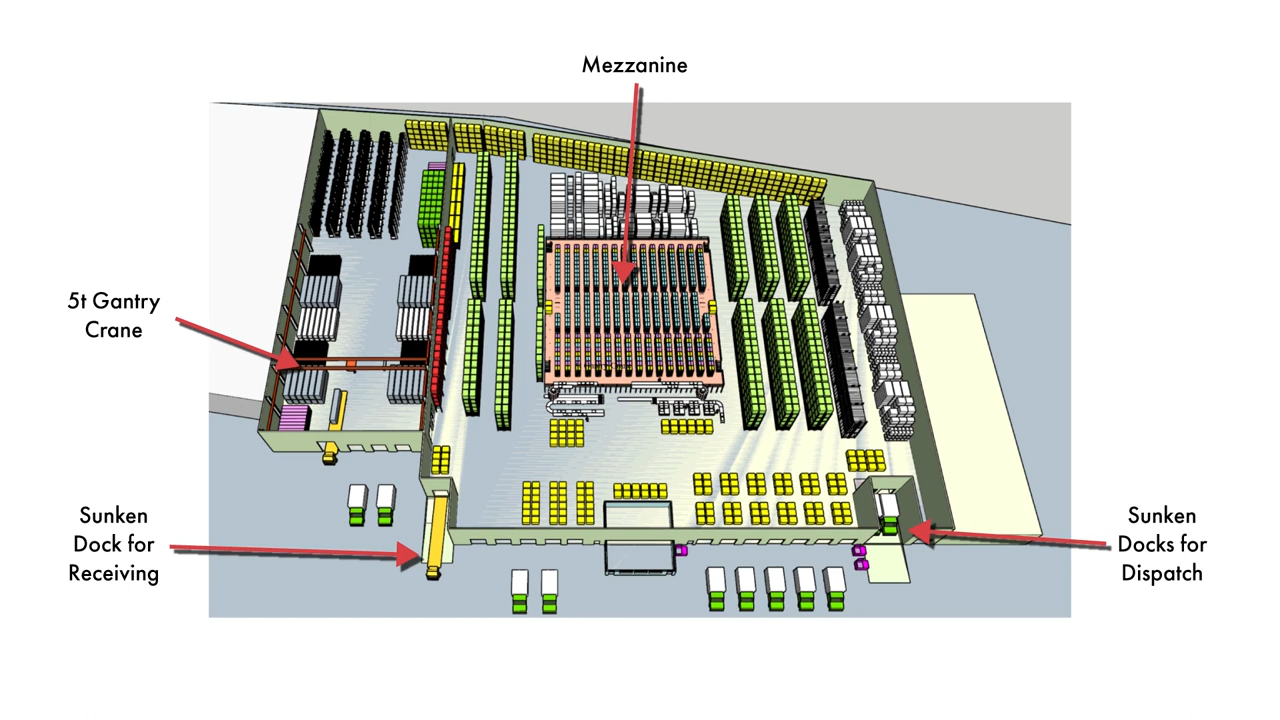 Mezzanine
5t Gantry
Crane
Sunken
Dock for
Receiving
Sunken
Docks for
Dispatch